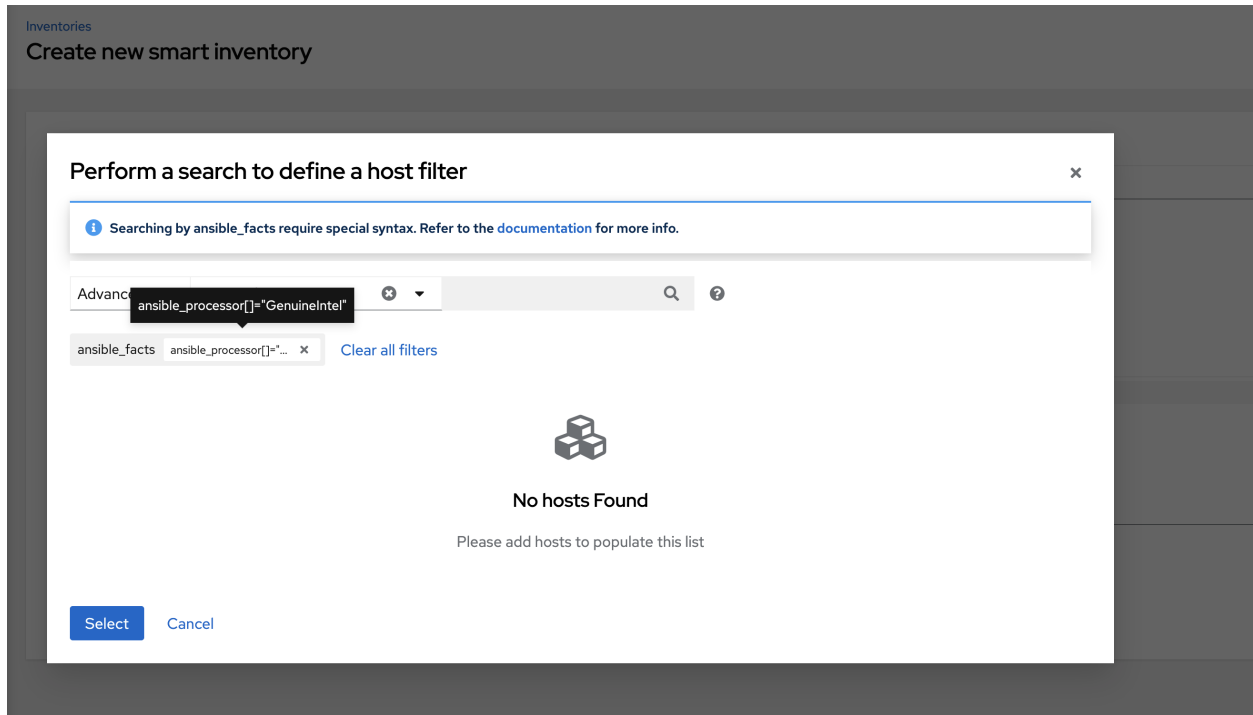 Inventories
Create new smart inventory
Perform a search to define a host filter
Searching by ansible_facts require special syntax. Refer to the documentation for more info.
Advanc
ansible_processor[]="GenuineIntel"
ansible_facts ansible_processor[]="... Clear all filters
No hosts Found
Please add hosts to populate this list
Select Cancel